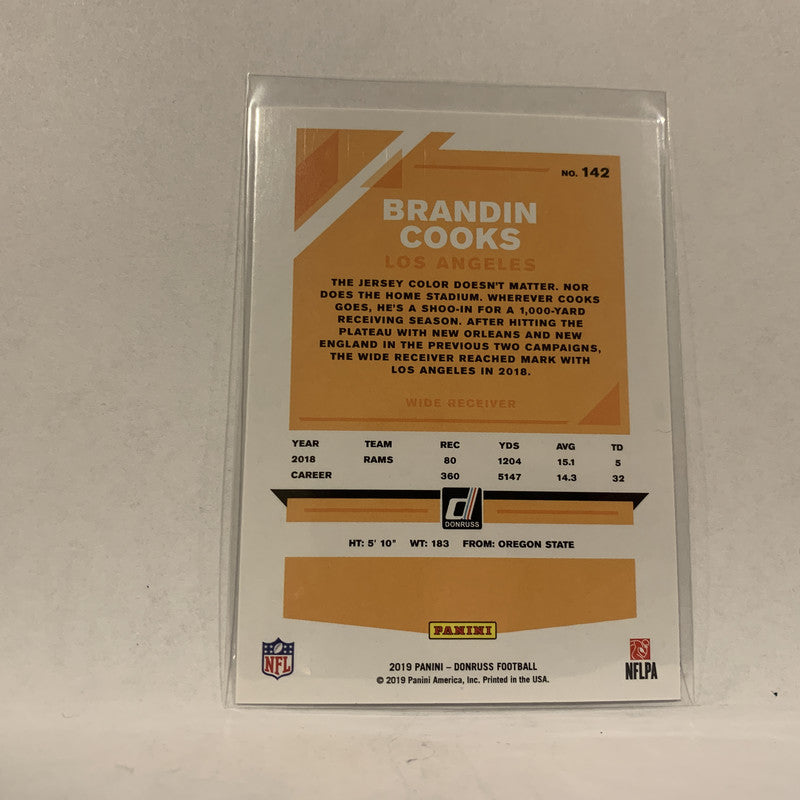 NO. 142
BRANDIN
COOKS
LOS ANGELES
THE JERSEY COLOR DOESN'T MATTER. NOR
DOES THE HOME STADIUM. WHEREVER COOKS
GOES, HE'S A SHOO-IN FOR A 1,000-YARD
RECEIVING SEASON. AFTER HITTING THE
PLATEAU WITH NEW ORLEANS AND NEW
ENGLAND IN THE PREVIOUS TWO CAMPAIGNS,
THE WIDE RECEIVER REACHED MARK WITH
LOS ANGELES IN 2018.
WIDE RECEIVER
YEAR TEAM REC YDS AVG TD
2018 RAMS 80 1204 15.1 5
CAREER 360 5147 14.3 32
d
DONRUSS
HT: 5' 10" WT: 183 FROM: OREGON STATE
PANINI
NFL
2019 PANINI – DONRUSS FOOTBALL
© 2019 Panini America, Inc. Printed in the USA.
NFLPA